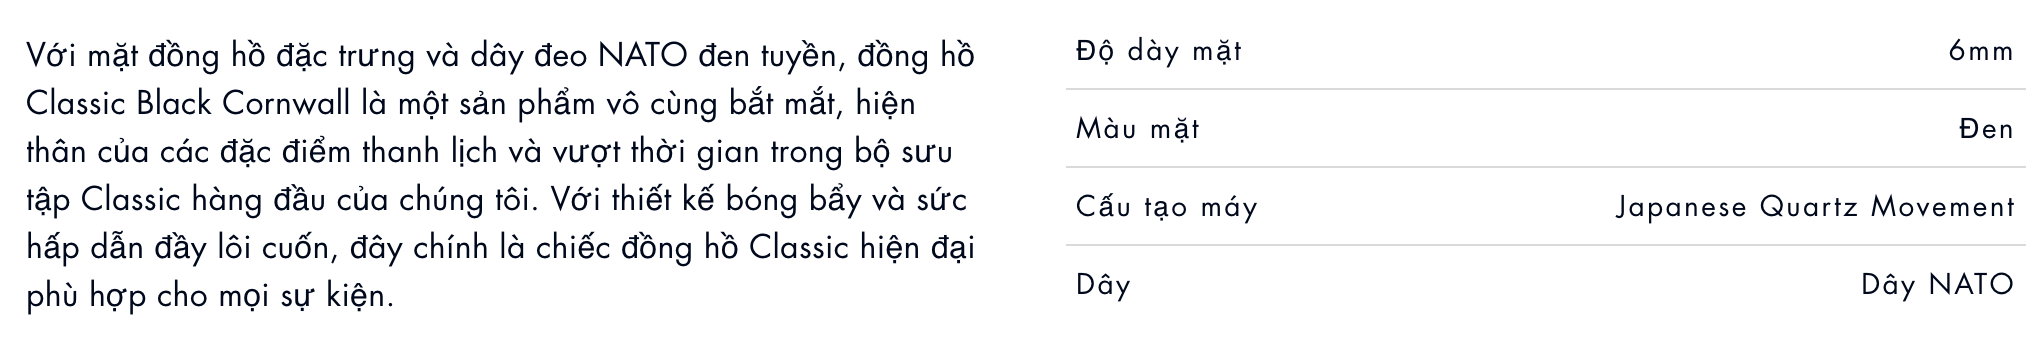 Với mặt đồng hồ đặc trưng và dây đeo NATO đen tuyền, đồng hồ
Classic Black Cornwall là một sản phẩm vô cùng bắt mắt, hiện
thân của các đặc điểm thanh lịch và vượt thời gian trong bộ sưu
tập Classic hàng đầu của chúng tôi. Với thiết kế bóng bẩy và sức
hấp dẫn đầy lôi cuốn, đây chính là chiếc đồng hồ Classic hiện đại
phù hợp cho mọi sự kiện.
Độ dày mặt 6mm
Màu mặt Đen
Cấu tạo máy Japanese Quartz Movement
Dây Dây NATO